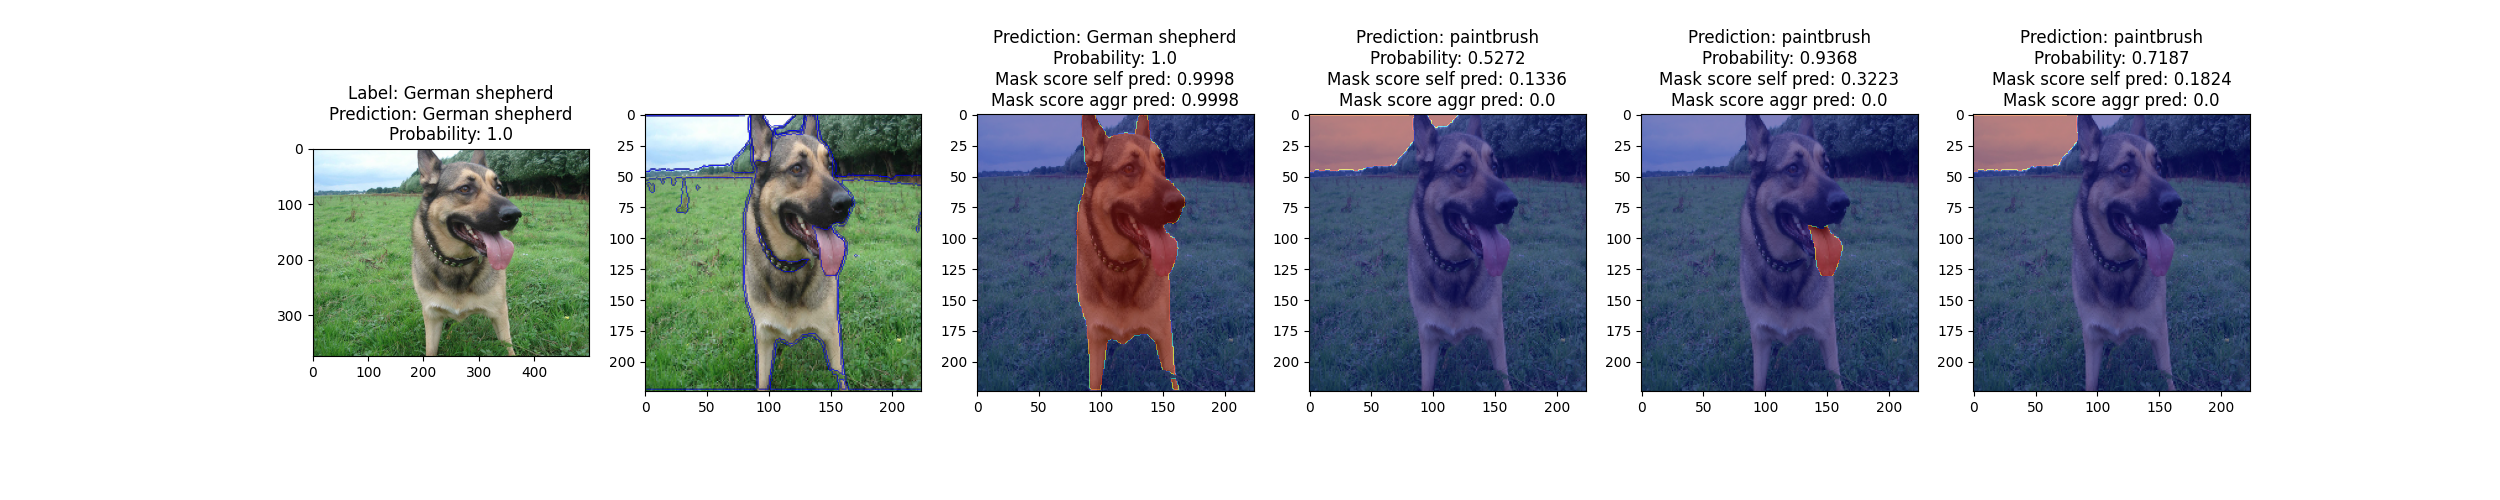 Label: German shepherd
Prediction: German shepherd
Probability: 1.0
0
100
200
300
0 100 200 300 400
0
25
50
75
100
125
150
175
200
0 50 100 150 200
Prediction: German shepherd
Probability: 1.0
Mask score self pred: 0.9998
Mask score aggr pred: 0.9998
0
25
50
75
100
125
150
175
200
0 50 100 150 200
Prediction: paintbrush
Probability: 0.5272
Mask score self pred: 0.1336
Mask score aggr pred: 0.0
0
25
50
75
100
125
150
175
200
0 50 100 150 200
Prediction: paintbrush
Probability: 0.9368
Mask score self pred: 0.3223
Mask score aggr pred: 0.0
0
25
50
75
100
125
150
175
200
0 50 100 150 200
Prediction: paintbrush
Probability: 0.7187
Mask score self pred: 0.1824
Mask score aggr pred: 0.0
0
25
50
75
100
125
150
175
200
0 50 100 150 200